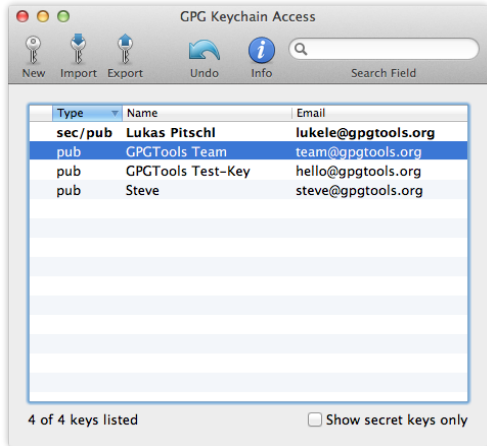 GPG Keychain Access
New Import Export Undo Info Search Field
Type Name Email
sec/pub Lukas Pitschl lukele@gpgtools.org
pub GPGTools Team team@gpgtools.org
pub GPGTools Test-Key hello@gpgtools.org
pub Steve steve@gpgtools.org
4 of 4 keys listed Show secret keys only